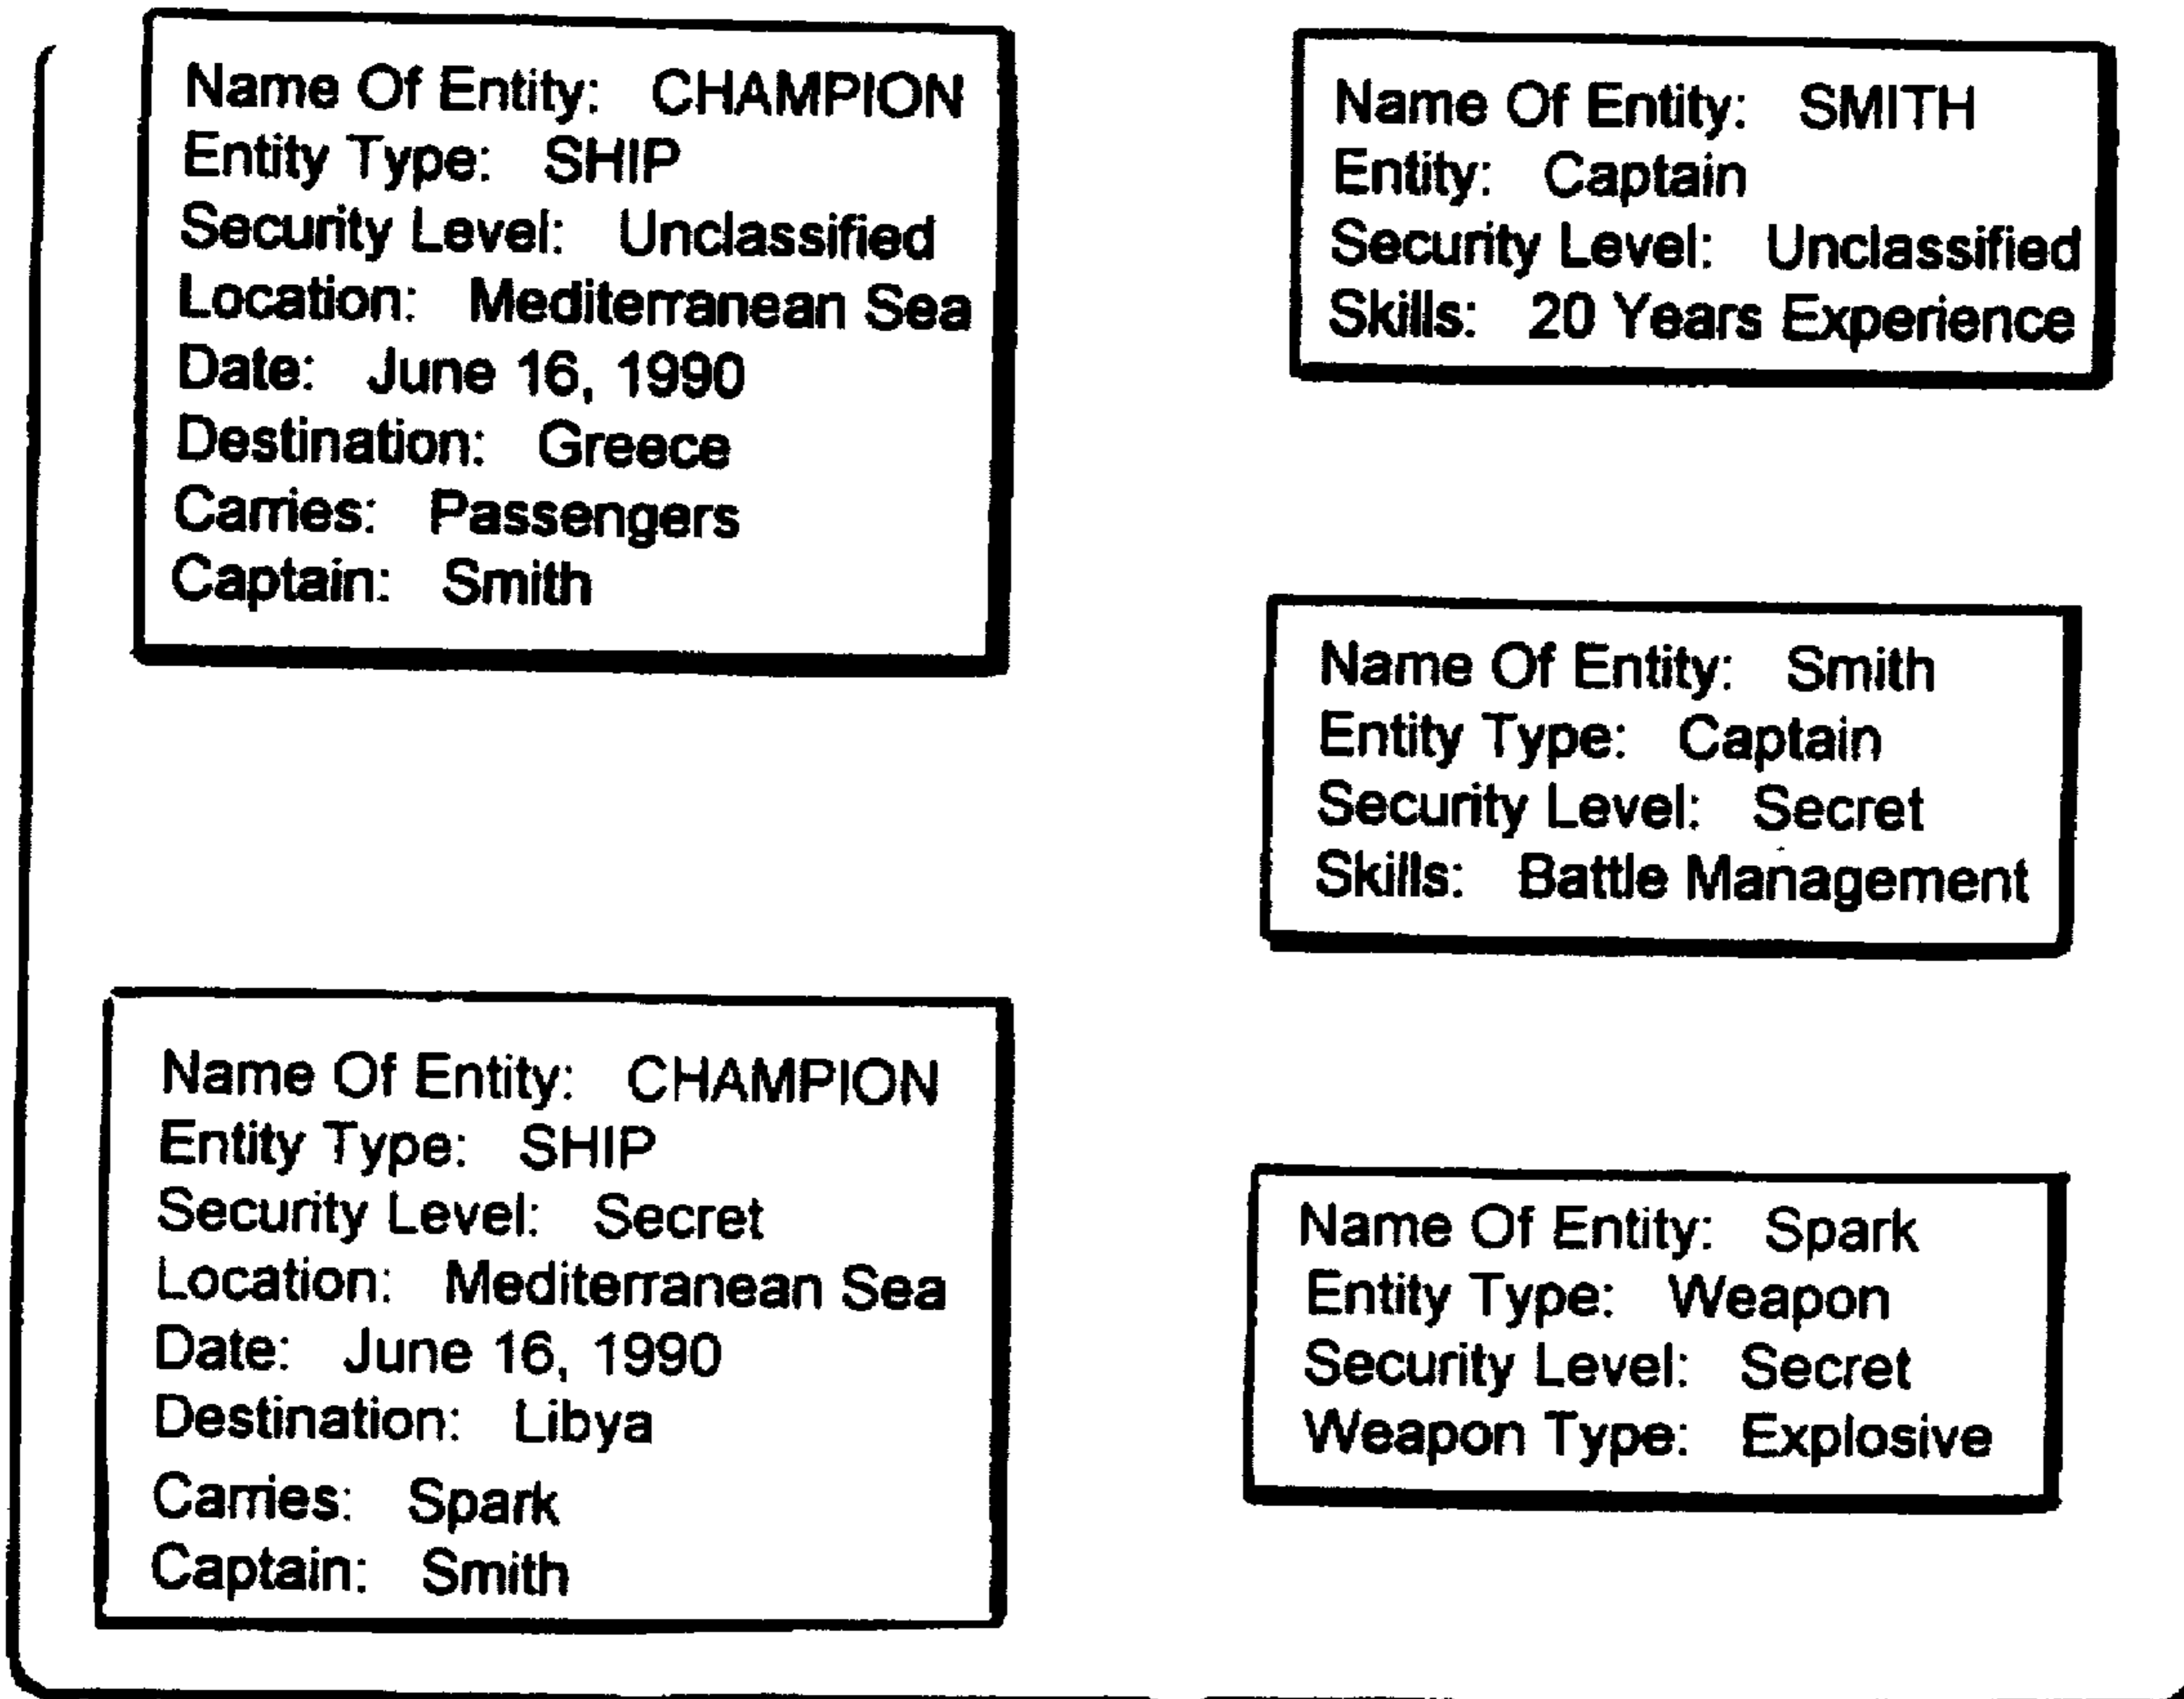 Name Of Entity: CHAMPION
Entity Type: SHIP
Security Level: Unclassified
Location: Mediterranean Sea
Date: June 16, 1990
Destination: Greece
Carries: Passengers
Captain: Smith
Name Of Entity: CHAMPION
Entity Type: SHIP
Security Level: Secret
Location: Mediterranean Sea
Date: June 16, 1990
Destination: Libya
Carries: Spark
Captain: Smith
Name Of Entity: SMITH
Entity: Captain
Security Level: Unclassified
Skills: 20 Years Experience
Name Of Entity: Smith
Entity Type: Captain
Security Level: Secret
Skills: Battle Management
Name Of Entity: Spark
Entity Type: Weapon
Security Level: Secret
Weapon Type: Explosive